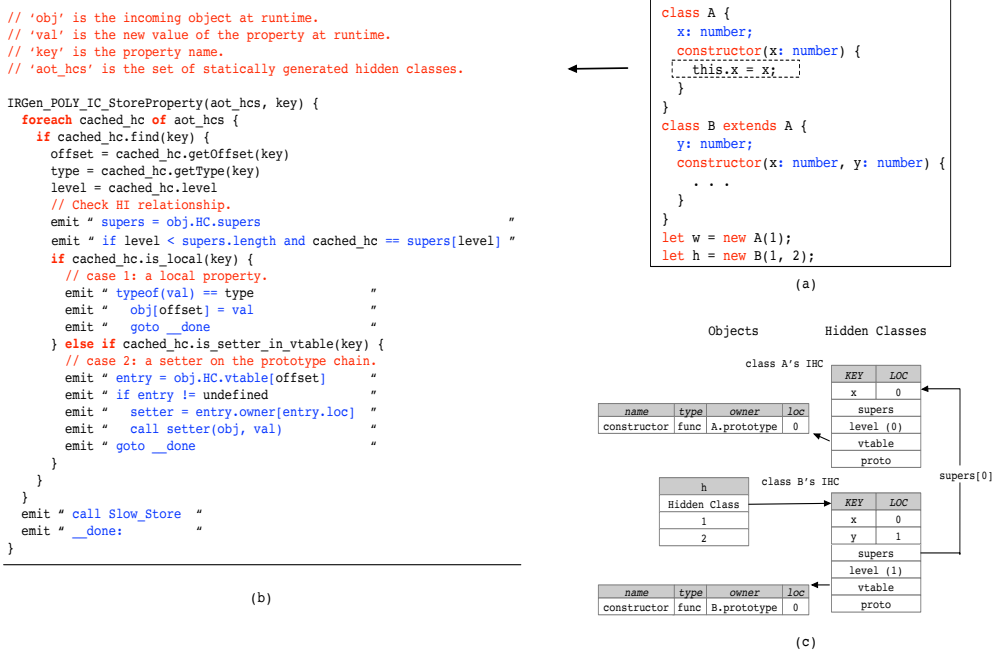 // ‘obj’ is the incoming object at runtime.
// ‘val’ is the new value of the property at runtime.
// ‘key’ is the property name.
// ‘aot_hcs’ is the set of statically generated hidden classes.
IRGen_POLY_IC_StoreProperty(aot_hcs, key) {
foreach cached_hc of aot_hcs {
if cached_hc.find(key) {
offset = cached_hc.getOffset(key)
type = cached_hc.getType(key)
level = cached_hc.level
// Check HI relationship.
emit “ supers = obj.HC.supers ”
emit “ if level < supers.length and cached_hc == supers[level] ”
if cached_hc.is_local(key) {
// case 1: a local property.
emit “ typeof(val) == type ”
emit “ obj[offset] = val ”
emit “ goto __done “
} else if cached_hc.is_setter_in_vtable(key) {
// case 2: a setter on the prototype chain.
emit “ entry = obj.HC.vtable[offset] ”
emit “ if entry != undefined ”
emit “ setter = entry.owner[entry.loc] ”
emit “ call setter(obj, val) ”
emit “ goto __done “
}
}
}
emit “ call Slow_Store “
emit “ __done: “
}
(b)
class A {
x: number;
constructor(x: number) {
this.x = x;
}
}
class B extends A {
y: number;
constructor(x: number, y: number) {
. . .
}
}
let w = new A(1);
let h = new B(1, 2);
(a)
Objects Hidden Classes
class A's IHC
KEY LOC
x 0
supers
level (0)
vtable
proto
name type owner loc
constructor func A.prototype 0
supers[0]
class B's IHC
h
Hidden Class
1
2
KEY LOC
x 0
y 1
supers
level (1)
vtable
proto
name type owner loc
constructor func B.prototype 0
(c)